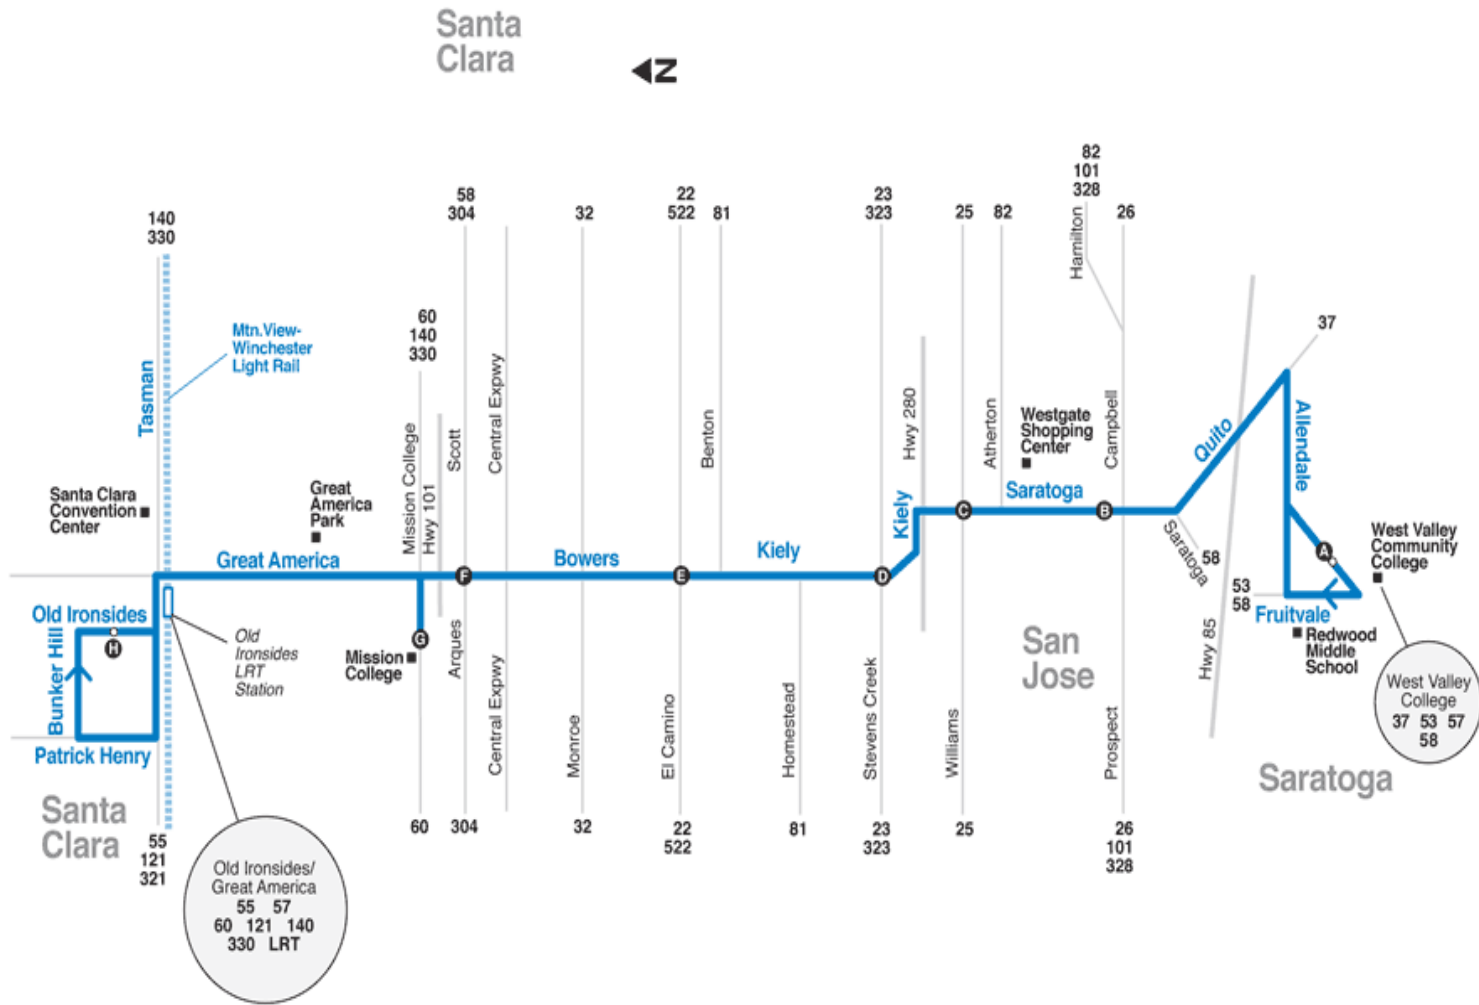 Santa
Clara
N
82
101
328
58
304
32
22
522
81
23
323
25
82
26
140
330
Hamilton
60
140
330
37
Mtn.View-
Winchester
Light Rail
Tasman
Mission College
Hwy 101
Scott
Central Expwy
Benton
Hwy 280
Atherton
Westgate
Shopping
Center
Campbell
Quito
Allendale
Santa Clara
Convention
Center
Great
America
Park
Great America
Bowers
Kiely
Kiely
Saratoga
Saratoga
58
West Valley
Community
College
A
B
C
D
E
F
G
H
53
58
Fruitvale
Redwood
Middle
School
Old Ironsides
Bunker Hill
Patrick Henry
Old
Ironsides
LRT
Station
Mission
College
Arques
Central Expwy
Monroe
El Camino
Homestead
Stevens Creek
Williams
San
Jose
Prospect
Hwy 85
West Valley
College
37 53 57
58
Saratoga
Santa
Clara
55
121
321
60
304
32
22
522
81
23
323
25
26
101
328
Old Ironsides/
Great America
55 57
60 121 140
330 LRT